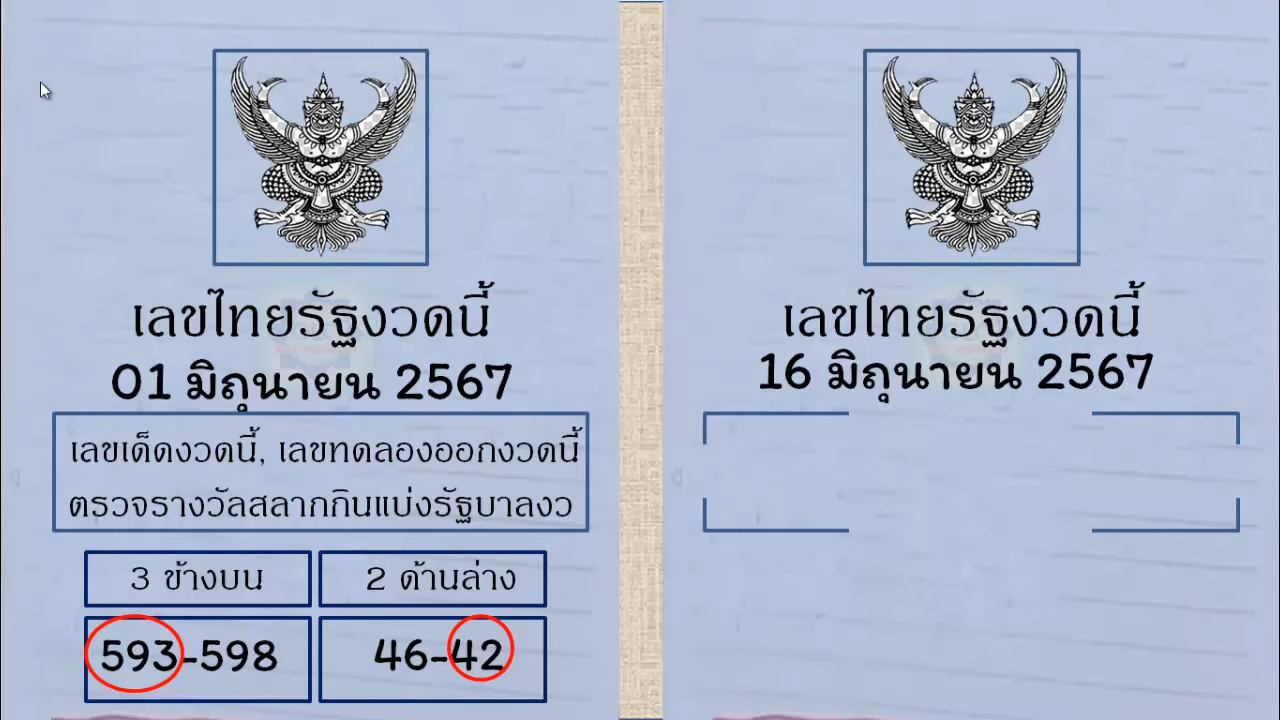 เลขไทยรัฐงวดนี้
01 มิถุนายน 2567
เลขเด็ดงวดนี้, เลขทดลองออกงวดนี้
ตรวจรางวัลสลากกินแบ่งรัฐบาลงว
3 ข้างบน
2 ด้านล่าง
593-598
46-42
เลขไทยรัฐงวดนี้
16 มิถุนายน 2567